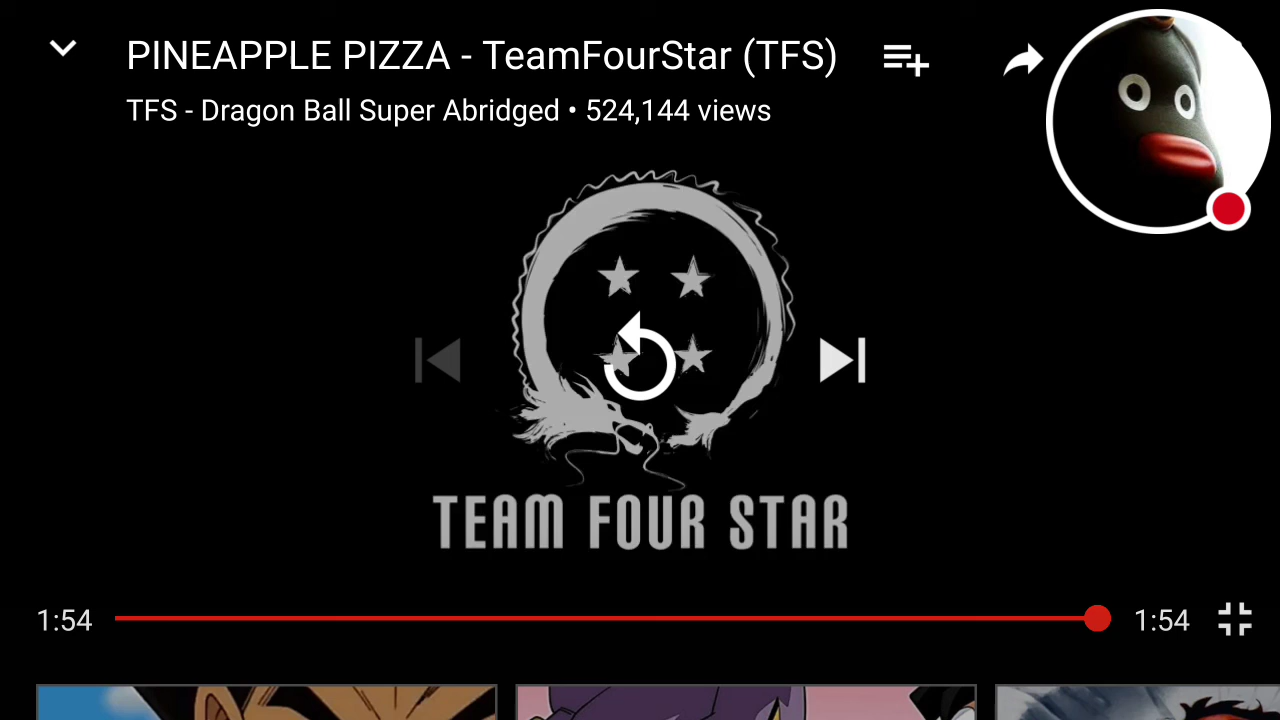 PINEAPPLE PIZZA - TeamFourStar (TFS)
TFS - Dragon Ball Super Abridged • 524,144 views
TEAM FOUR STAR
1:54
1:54